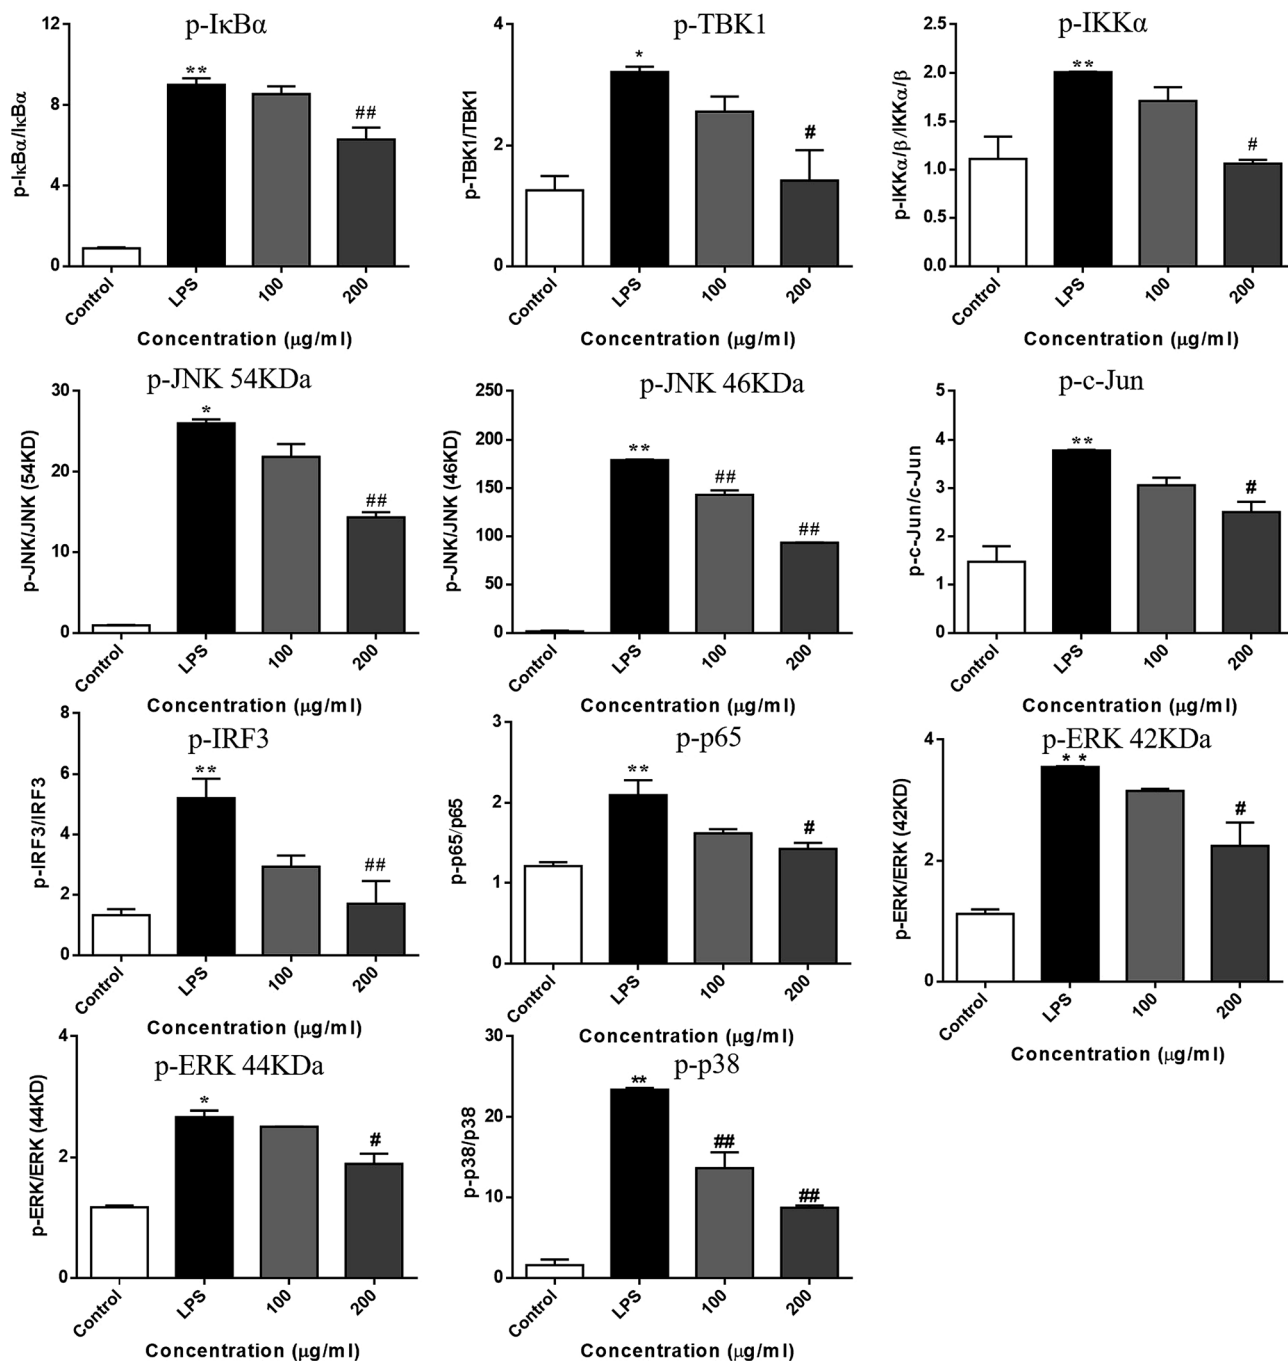 p-IκBα
p-IκBα/IκBα
12
8
4
0
**
##
Control
LPS
100
200
Concentration (μg/ml)
p-TBK1
p-TBK1/TBK1
4
2
0
*
#
Control
LPS
100
200
Concentration (μg/ml)
p-IKKα
p-IKKα/β/IKKα/β
2.5
2.0
1.5
1.0
0.5
0.0
**
#
Control
LPS
100
200
Concentration (μg/ml)
p-JNK 54KDa
p-JNK/JNK (54KD)
30
20
10
0
*
##
Control
LPS
100
200
Concentration (μg/ml)
p-JNK 46KDa
p-JNK/JNK (46KD)
250
200
150
100
50
0
**
##
##
Control
LPS
100
200
Concentration (μg/ml)
p-c-Jun
p-c-Jun/c-Jun
5
4
3
2
1
0
**
#
Control
LPS
100
200
Concentration (μg/ml)
p-IRF3
p-IRF3/IRF3
8
6
4
2
0
**
##
Control
LPS
100
200
Concentration (μg/ml)
p-p65
p-p65/p65
3
2
1
0
**
#
Control
LPS
100
200
Concentration (μg/ml)
p-ERK 42KDa
p-ERK/ERK (42KD)
4
2
0
* *
#
Control
LPS
100
200
Concentration (μg/ml)
p-ERK 44KDa
p-ERK/ERK (44KD)
4
2
0
*
#
Control
LPS
100
200
Concentration (μg/ml)
p-p38
p-p38/p38
30
20
10
0
**
##
##
Control
LPS
100
200
Concentration (μg/ml)